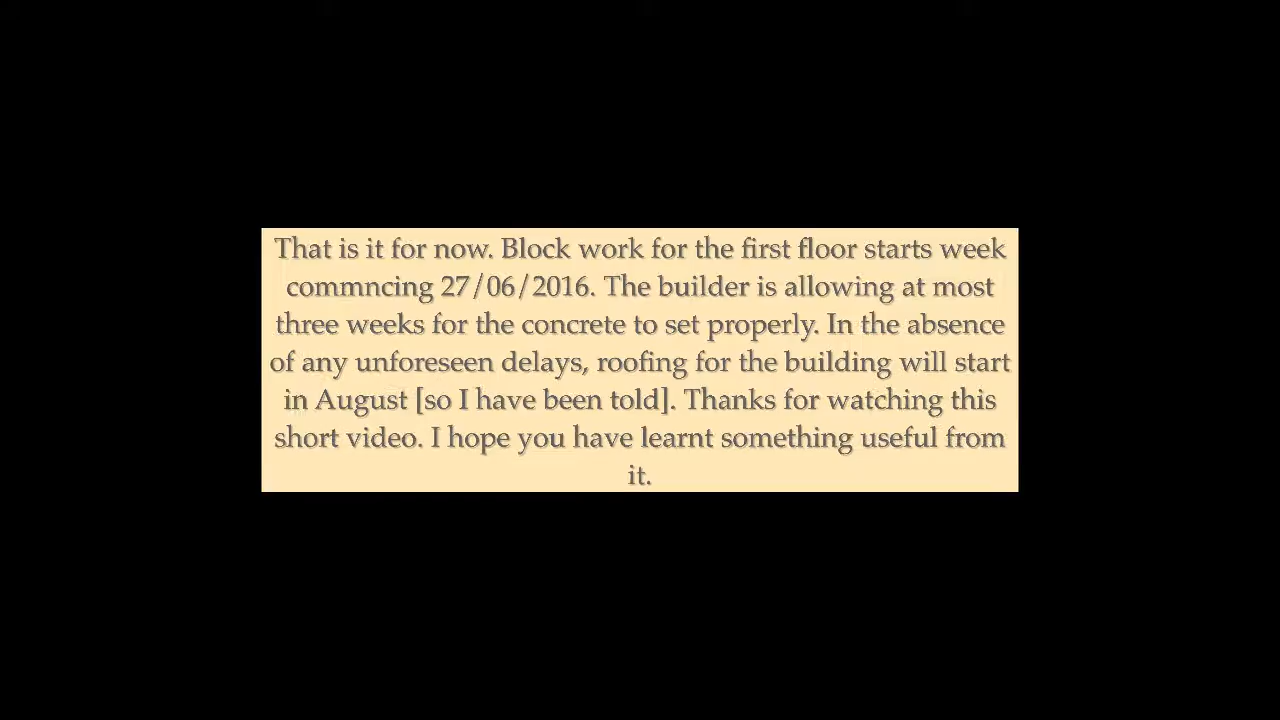 That is it for now. Block work for the first floor starts week
commncing 27/06/2016. The builder is allowing at most
three weeks for the concrete to set properly. In the absence
of any unforeseen delays, roofing for the building will start
in August [so I have been told]. Thanks for watching this
short video. I hope you have learnt something useful from
it.